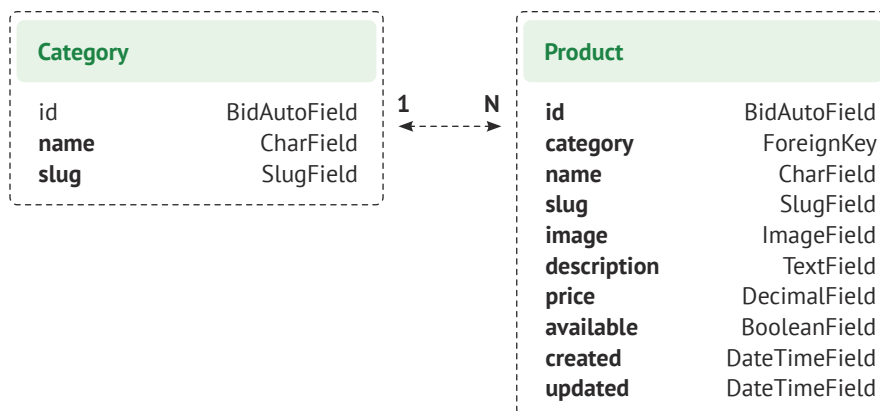 Category
id BidAutoField
name CharField
slug SlugField
1 N
Product
id BidAutoField
category ForeignKey
name CharField
slug SlugField
image ImageField
description TextField
price DecimalField
available BooleanField
created DateTimeField
updated DateTimeField